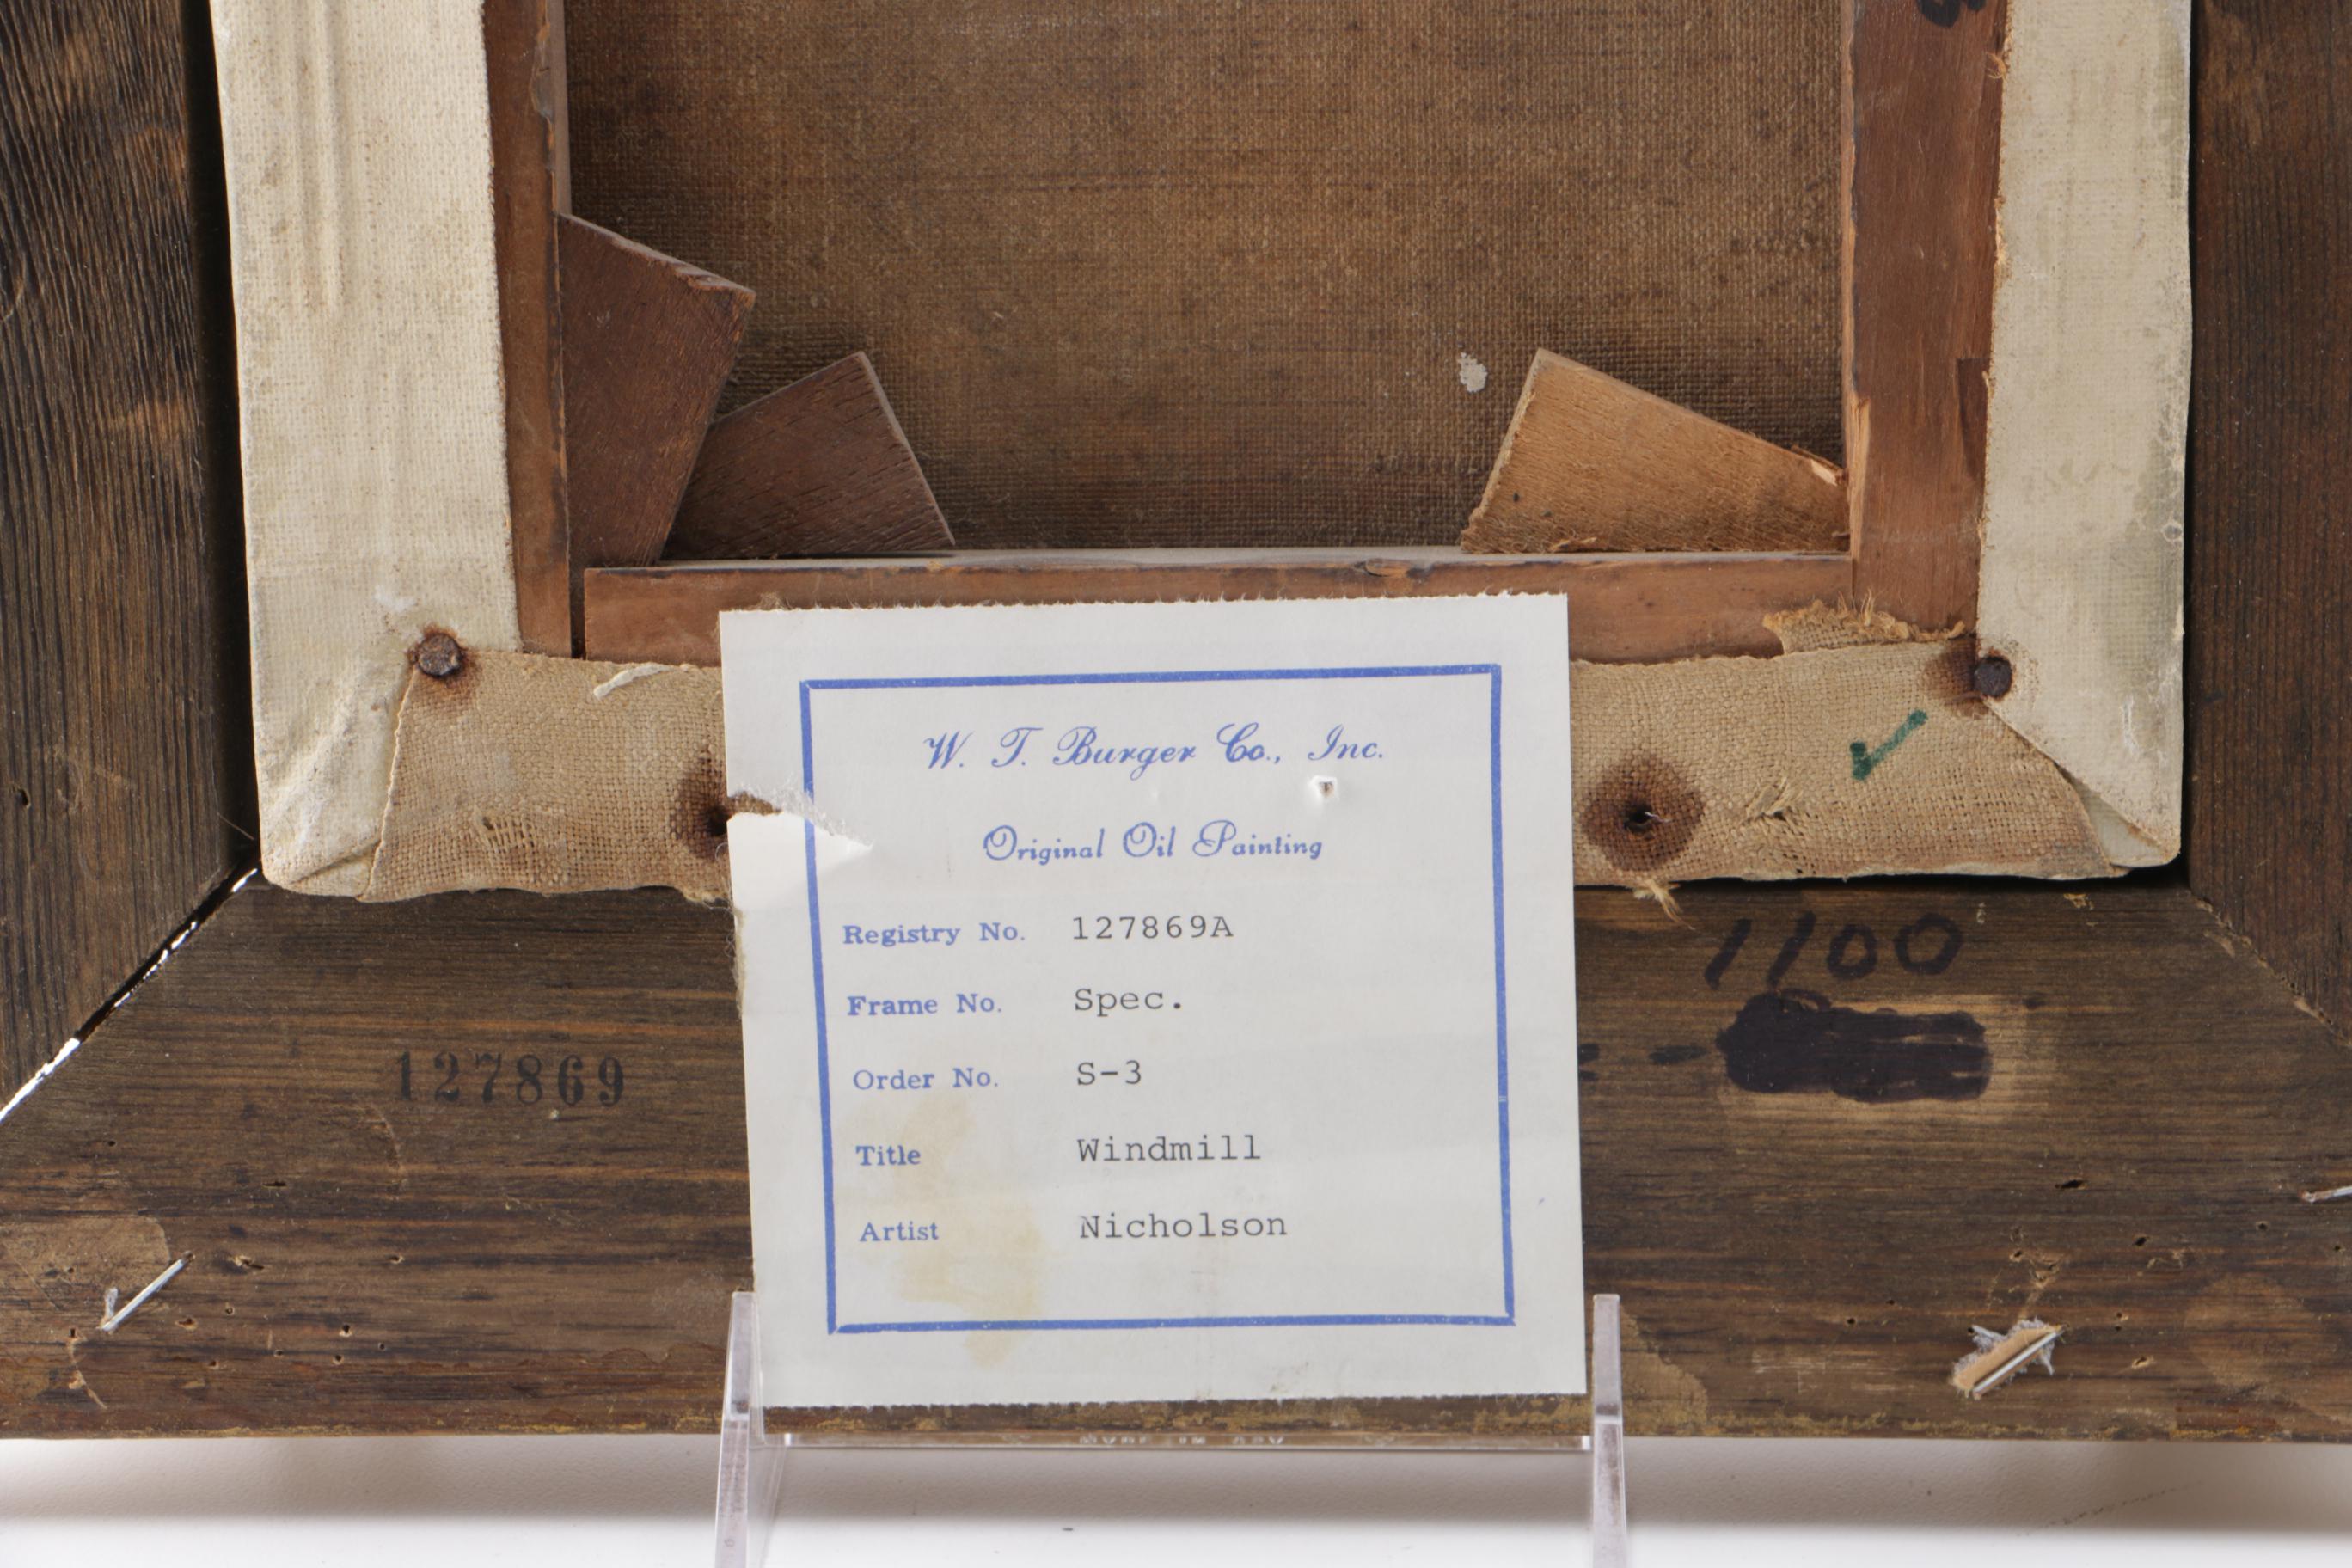 W. T. Burger Co., Inc.
Original Oil Painting
Registry No. 127869A
Frame No. Spec.
Order No. S-3
Title Windmill
Artist Nicholson
1100
127869